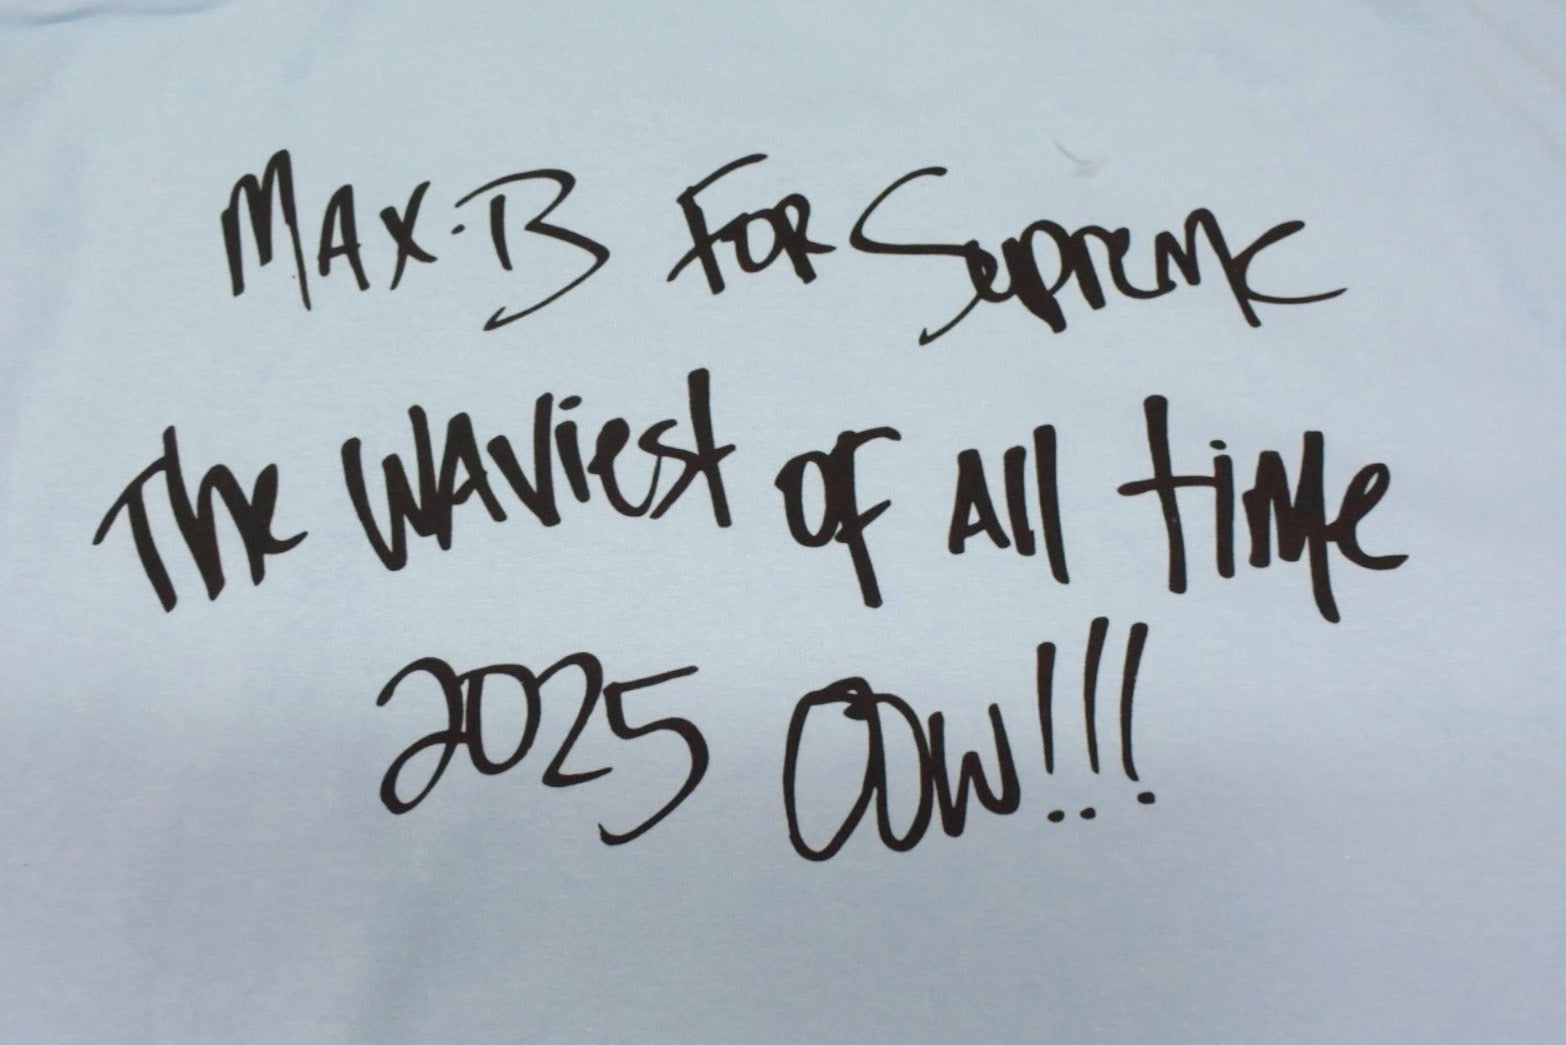 MAX.B FOR Supreme
The WAViest of All time
2025 OOW!!!